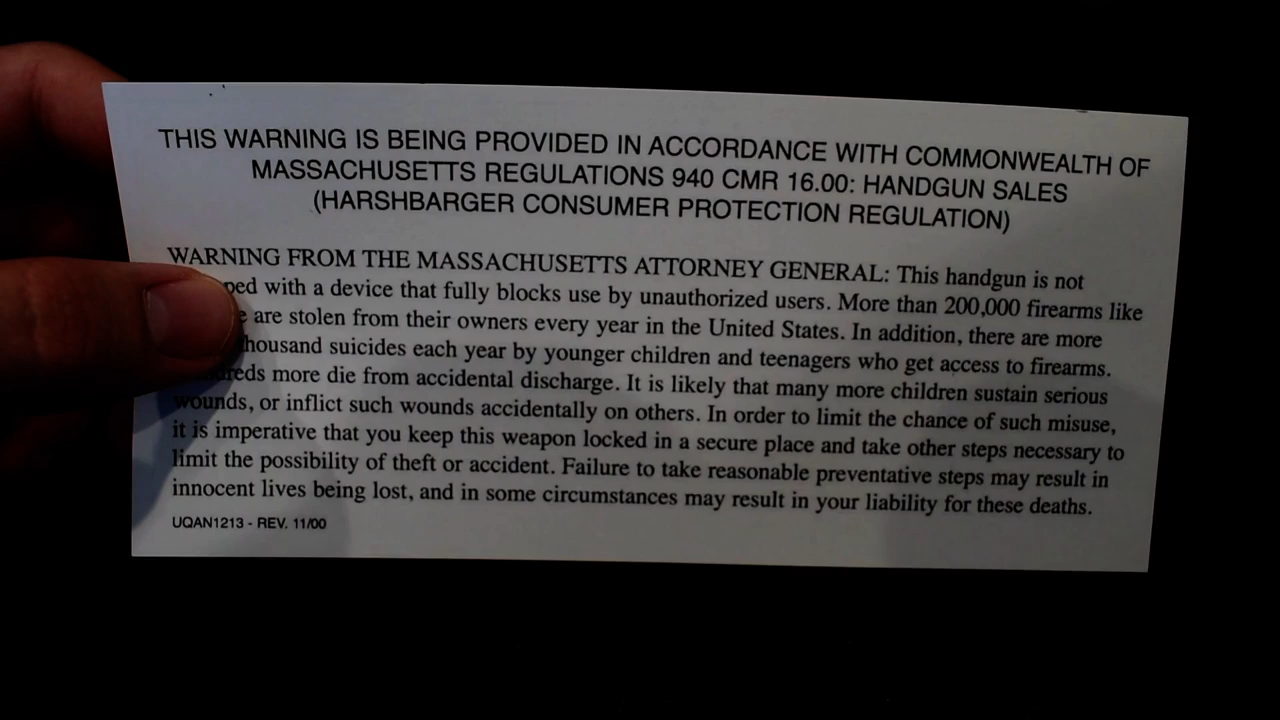 THIS WARNING IS BEING PROVIDED IN ACCORDANCE WITH COMMONWEALTH OF
MASSACHUSETTS REGULATIONS 940 CMR 16.00: HANDGUN SALES
(HARSHBARGER CONSUMER PROTECTION REGULATION)
WARNING FROM THE MASSACHUSETTS ATTORNEY GENERAL: This handgun is not
with a device that fully blocks use by unauthorized users. More than 200,000 firearms like
are stolen from their owners every year in the United States. In addition, there are more
suicides each year by younger children and teenagers who get access to firearms.
more die from accidental discharge. It is likely that many more children sustain serious
wounds, or inflict such wounds accidentally on others. In order to limit the chance of such misuse,
it is imperative that you keep this weapon locked in a secure place and take other steps necessary to
limit the possibility of theft or accident. Failure to take reasonable preventative steps may result in
innocent lives being lost, and in some circumstances may result in your liability for these deaths.
UQAN1213 - REV. 11/00